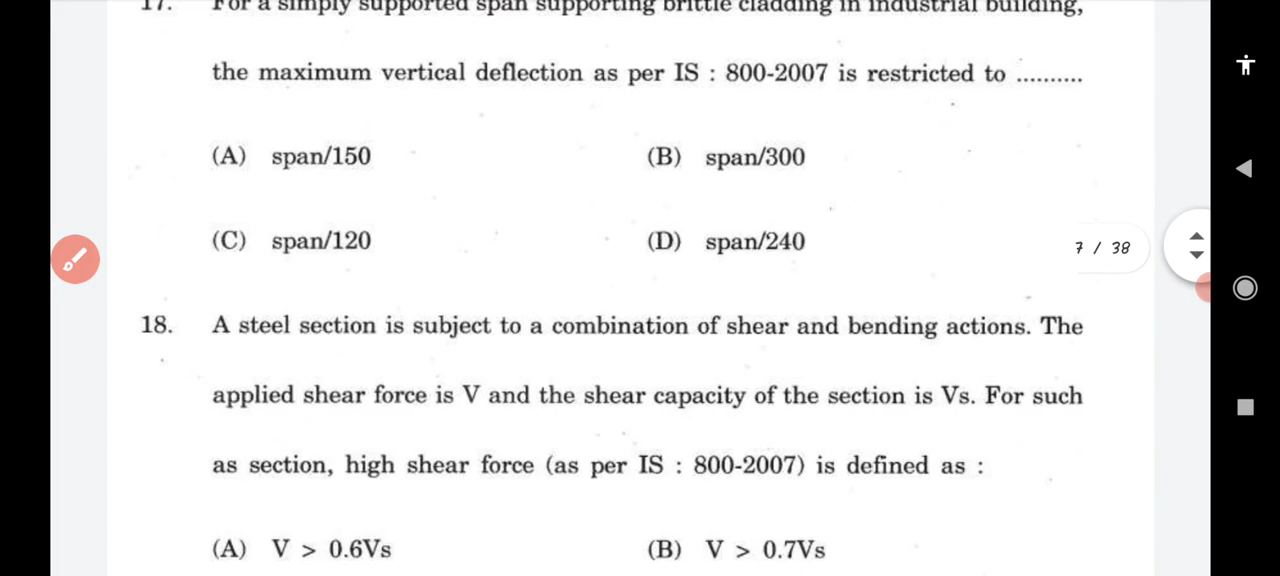 17. For a simply supported span supporting brittle cladding in industrial building,
the maximum vertical deflection as per IS : 800-2007 is restricted to ..........
(A) span/150 (B) span/300
(C) span/120 (D) span/240
7 / 38
18. A steel section is subject to a combination of shear and bending actions. The
applied shear force is V and the shear capacity of the section is Vs. For such
as section, high shear force (as per IS : 800-2007) is defined as :
(A) V > 0.6Vs (B) V > 0.7Vs